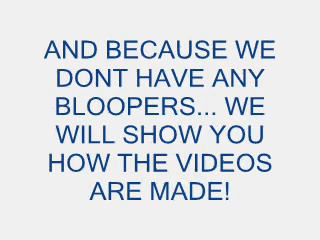 AND BECAUSE WE
DONT HAVE ANY
BLOOPERS... WE
WILL SHOW YOU
HOW THE VIDEOS
ARE MADE!